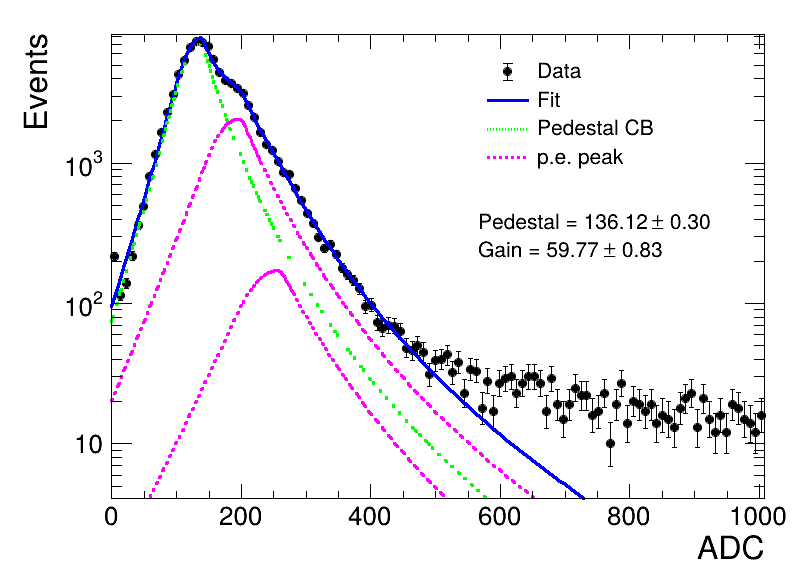 Events
Data
Fit
Pedestal CB
p.e. peak
Pedestal = 136.12 ± 0.30
Gain = 59.77 ± 0.83
10³
10²
10
0 200 400 600 800 1000
ADC